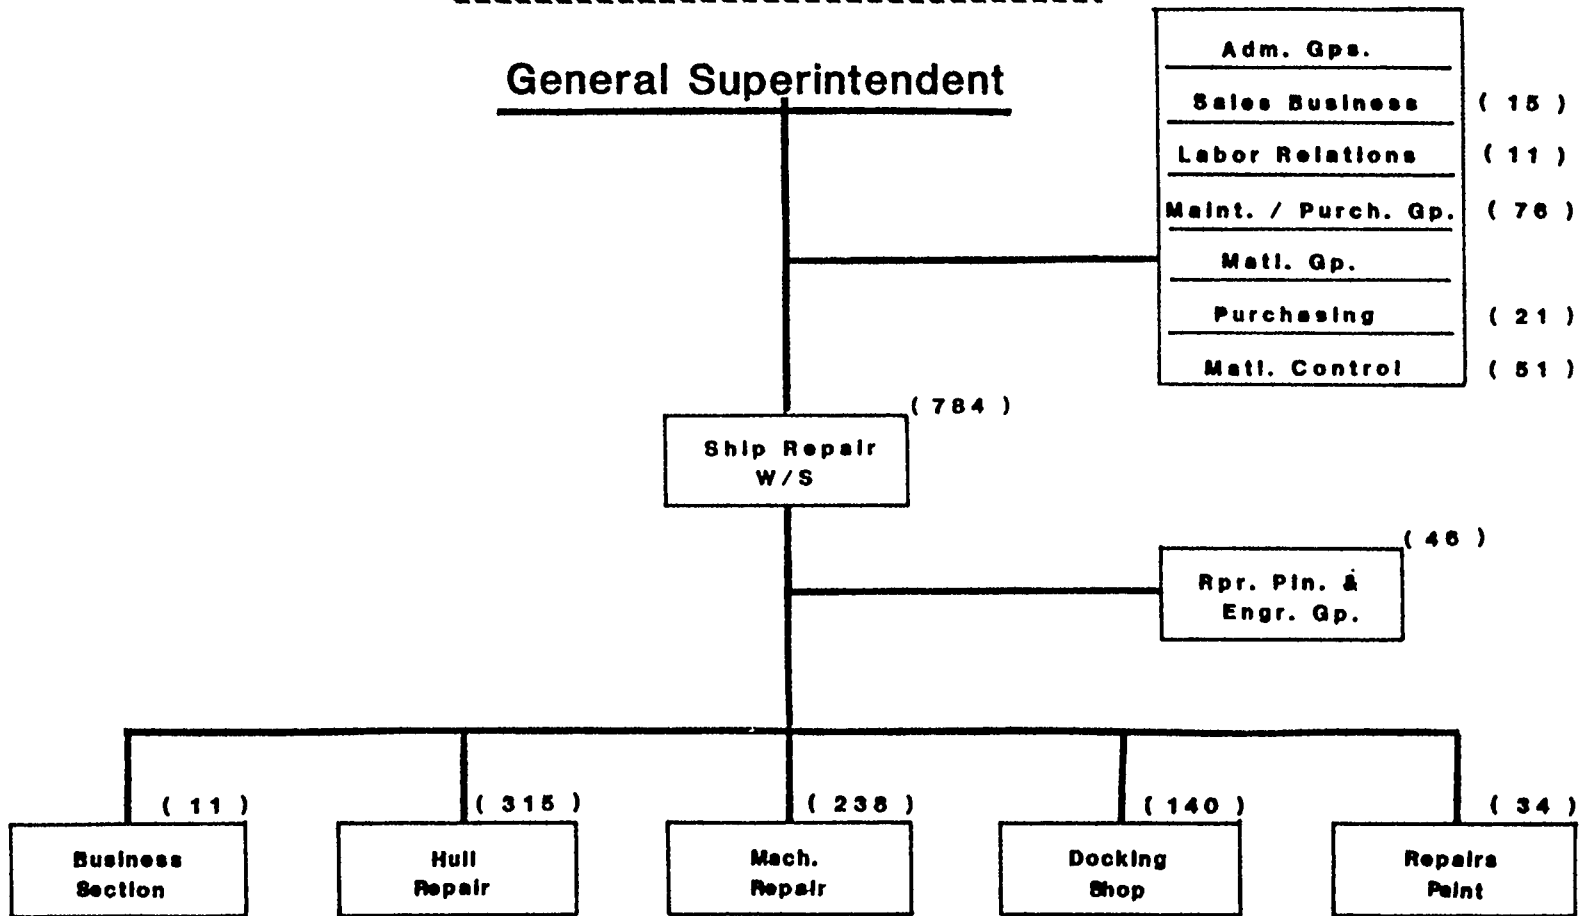 General Superintendent
Adm. Gps.
Sales Business ( 15 )
Labor Relations ( 11 )
Maint. / Purch. Gp. ( 76 )
Matl. Gp.
Purchasing ( 21 )
Matl. Control ( 51 )
( 784 )
Ship Repair
W/S
( 46 )
Rpr. Pln. &
Engr. Gp.
( 11 )
Business
Section
( 315 )
Hull
Repair
( 238 )
Mach.
Repair
( 140 )
Docking
Shop
( 34 )
Repairs
Paint